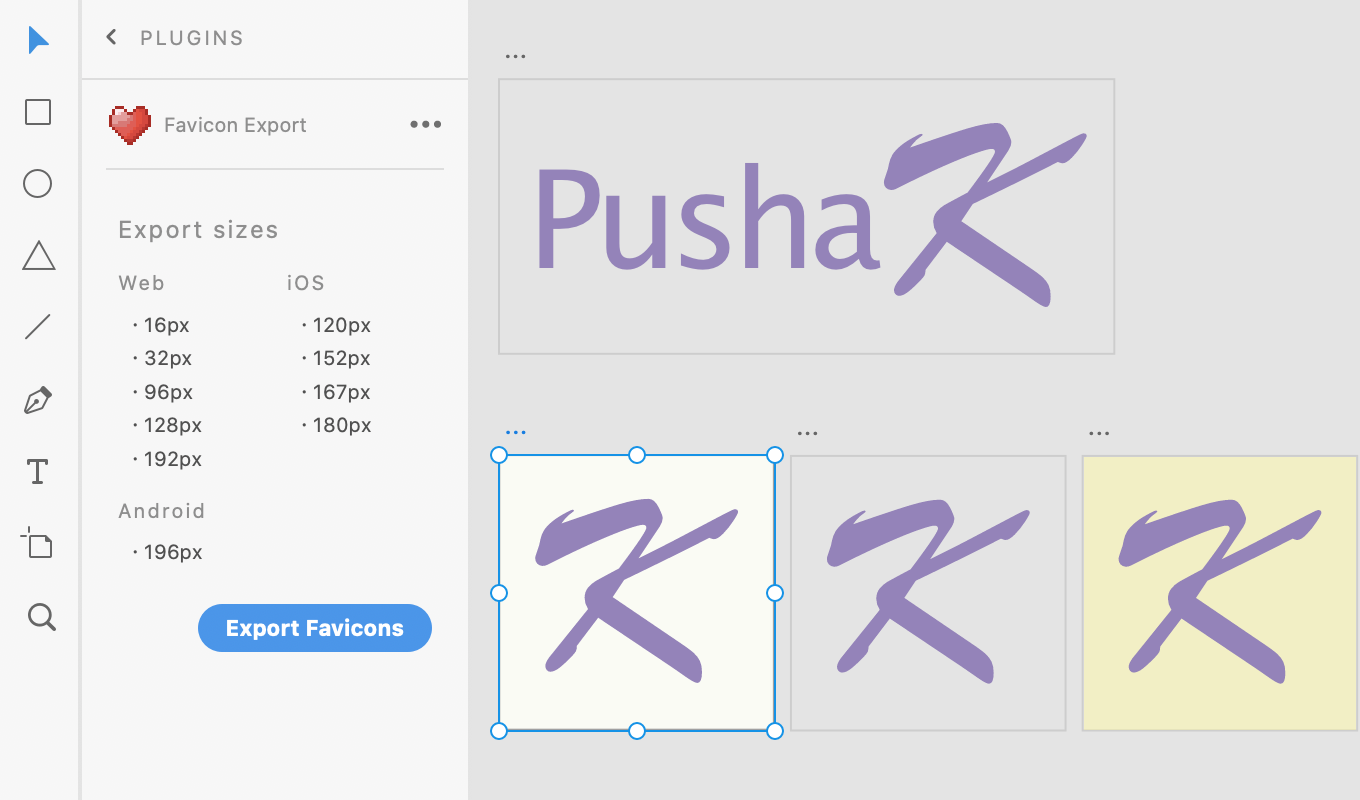 PLUGINS
Favicon Export
Export sizes
Web
· 16px
· 32px
· 96px
· 128px
· 192px
iOS
· 120px
· 152px
· 167px
· 180px
Android
· 196px
Export Favicons
...
PushaK
...
K
...
K
...
K